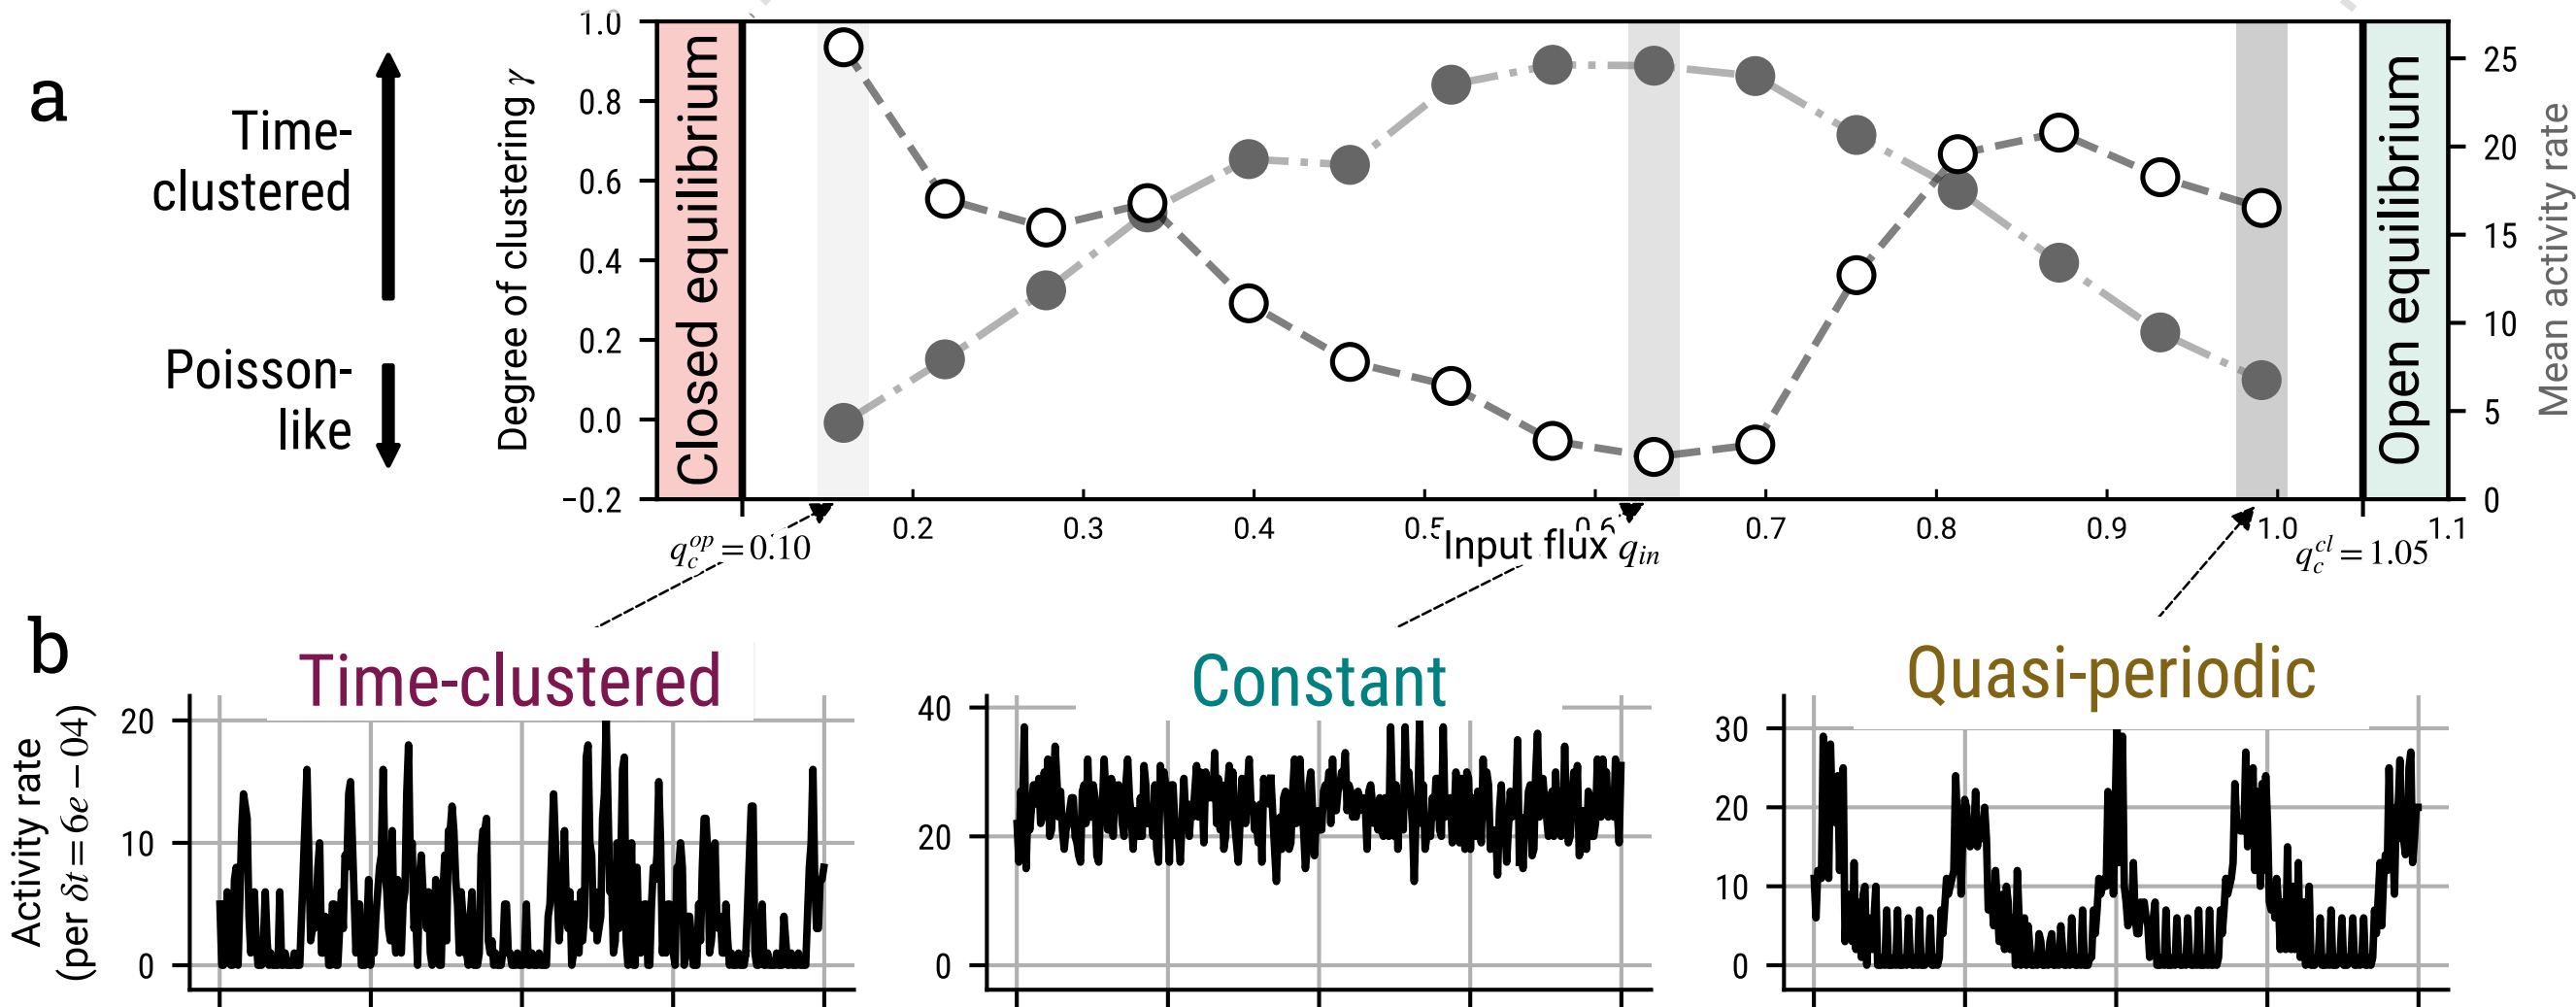 a
Time-
clustered
Poisson-
like
Degree of clustering γ
1.0
0.8
0.6
0.4
0.2
0.0
−0.2
Closed equilibrium
Open equilibrium
25
20
15
10
5
0
Mean activity rate
0.2
0.3
0.4
0.5
0.6
0.7
0.8
0.9
1.0
1.1
q_c^{op} = 0.10
Input flux q_{in}
q_c^{cl} = 1.05
b
Time-clustered
Constant
Quasi-periodic
Activity rate
(per δt = 6e − 04)
20
10
0
40
20
0
30
20
10
0